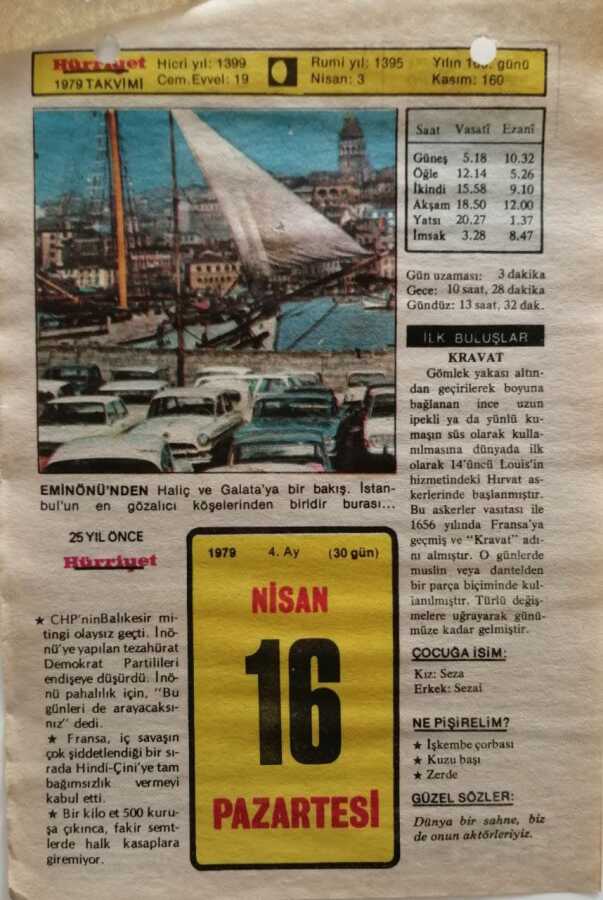 Hürriyet
1979 TAKVİMİ
Hicri yıl: 1399
Cem.Evvel: 19
Rumi yıl: 1395
Nisan: 3
Yılın günü
Kasım: 160
Saat Vasatî Ezanî
Güneş 5.18 10.32
Öğle 12.14 5.26
İkindi 15.58 9.10
Akşam 18.50 12.00
Yatsı 20.27 1.37
İmsak 3.28 8.47
Gün uzaması: 3 dakika
Gece: 10 saat, 28 dakika
Gündüz: 13 saat, 32 dak.
EMİNÖNÜ'NDEN Haliç ve Galata'ya bir bakış. İstan-
bul'un en gözalıcı köşelerinden biridir burası...
25 YIL ÖNCE
Hürriyet
★ CHP'ninBalıkesir mi-
tingi olaysız geçti. İnö-
nü'ye yapılan tezahürat
Demokrat Partilileri
endişeye düşürdü. İnö-
nü pahalılık için, "Bu
günleri de arayacaksı-
nız" dedi.
★ Fransa, iç savaşın
çok şiddetlendiği bir sı-
rada Hindi-Çini'ye tam
bağımsızlık vermeyi
kabul etti.
★ Bir kilo et 500 kuru-
şa çıkınca, fakir semt-
lerde halk kasaplara
giremiyor.
1979 4. Ay (30 gün)
NİSAN
16
PAZARTESİ
İLK BULUŞLAR
KRAVAT
Gömlek yakası altın-
dan geçirilerek boyuna
bağlanan ince uzun
ipekli ya da yünlü ku-
maşın süs olarak kulla-
nılmasına dünyada ilk
olarak 14'üncü Louis'in
hizmetindeki Hırvat as-
kerlerinde başlanmıştır.
Bu askerler vasıtası ile
1656 yılında Fransa'ya
geçmiş ve "Kravat" adı-
nı almıştır. O günlerde
muslin veya dantelden
bir parça biçiminde kul-
lanılmıştır. Türlü değiş-
melere uğrayarak günü-
müze kadar gelmiştir.
ÇOCUĞA İSİM:
Kız: Seza
Erkek: Sezai
NE PİŞİRELİM?
★ İşkembe çorbası
★ Kuzu başı
★ Zerde
GÜZEL SÖZLER:
Dünya bir sahne, biz
de onun aktörleriyiz.